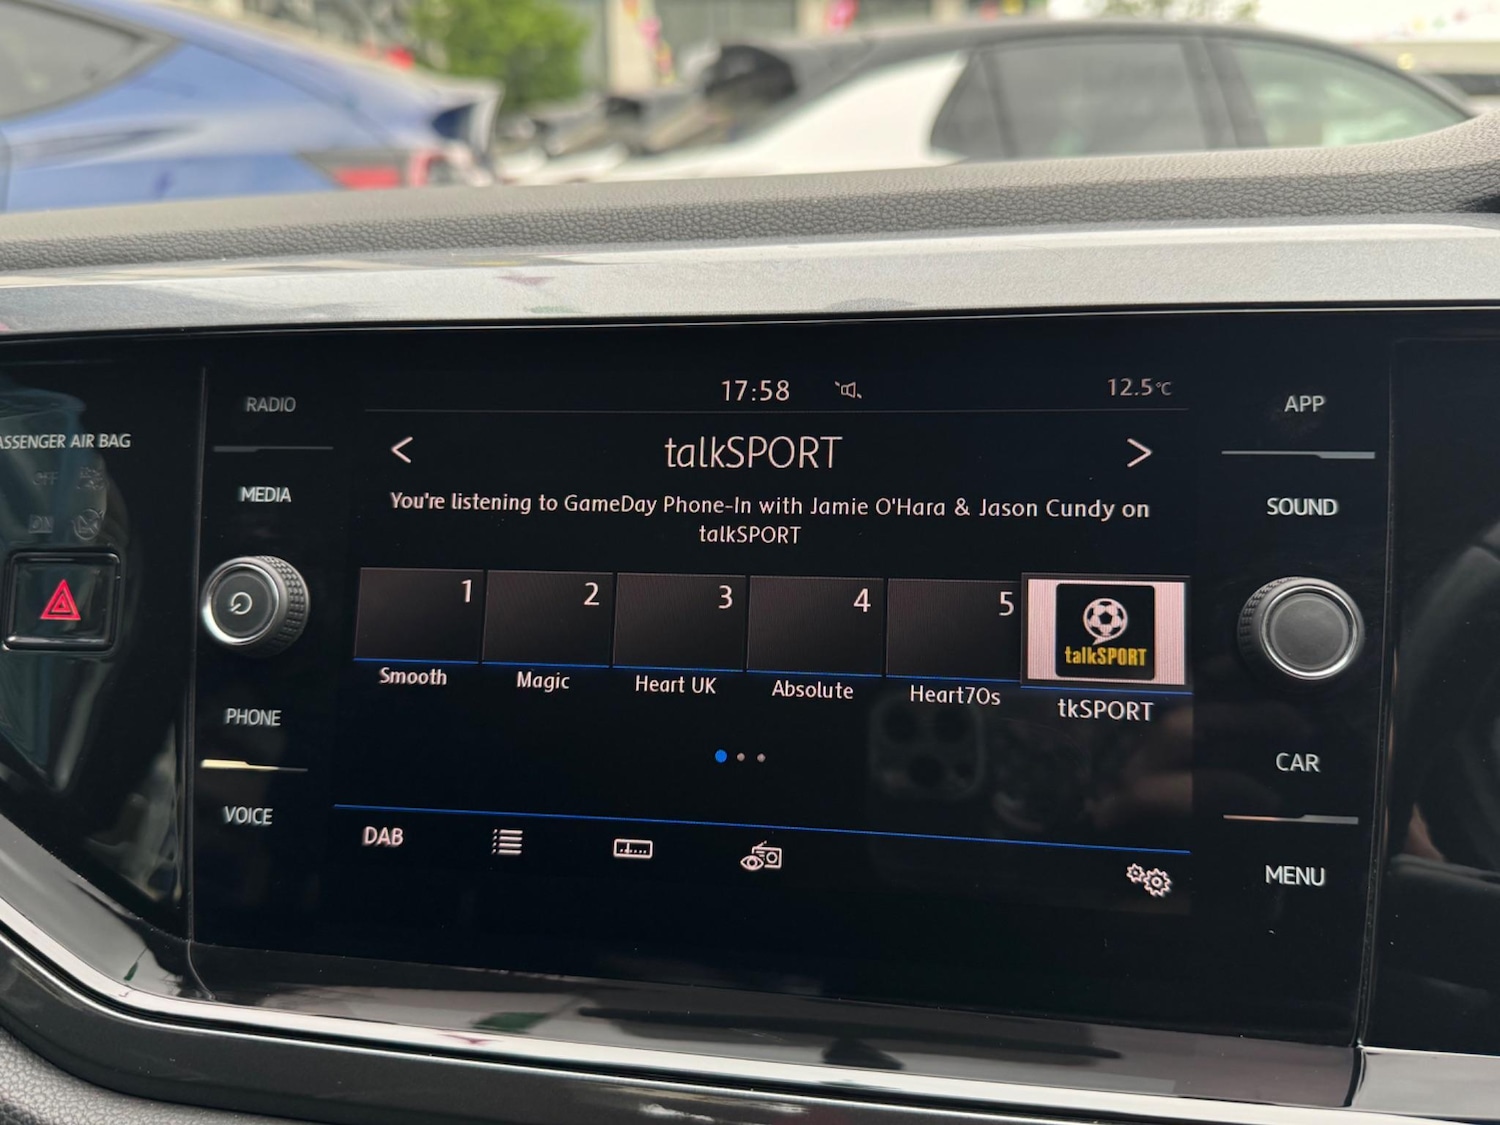 17:58
12.5°C
RADIO
APP
ASSENGER AIR BAG
<
talkSPORT
>
MEDIA
SOUND
You're listening to GameDay Phone-In with Jamie O'Hara & Jason Cundy on
talkSPORT
1
2
3
4
5
talkSPORT
Smooth
Magic
Heart UK
Absolute
Heart70s
tkSPORT
PHONE
CAR
VOICE
DAB
MENU